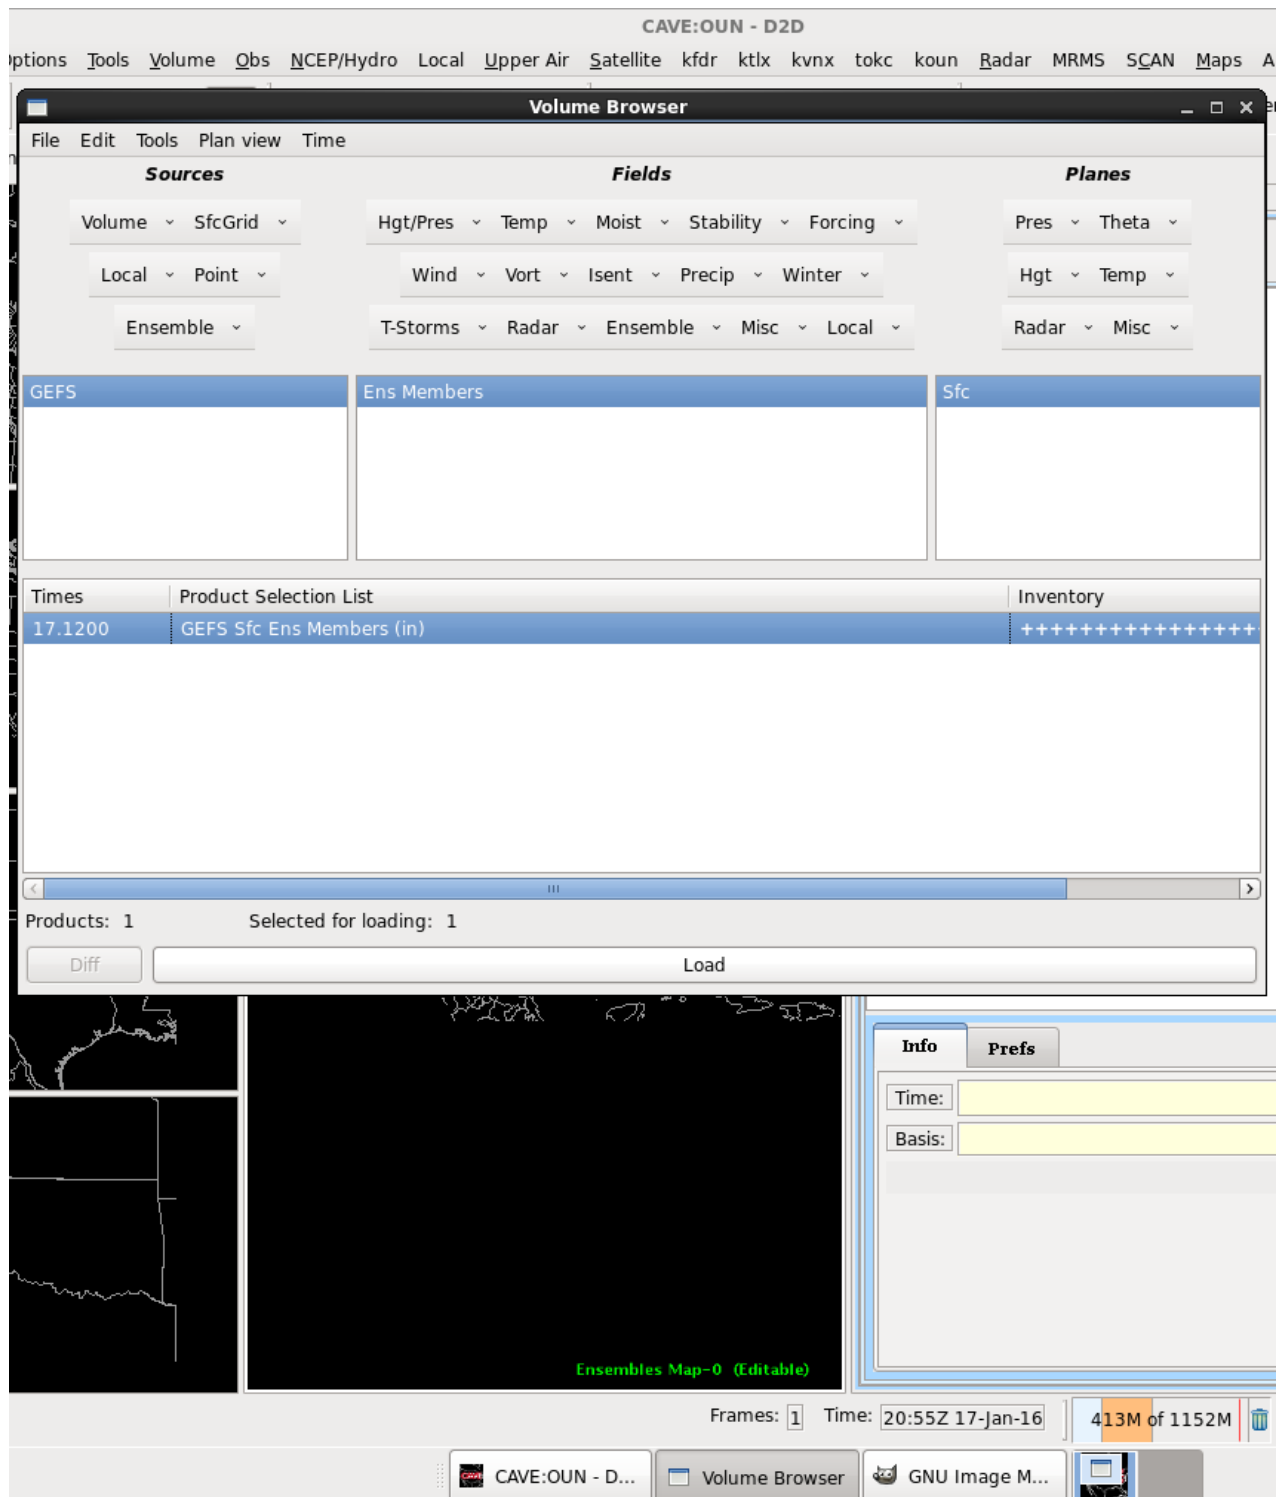 CAVE:OUN - D2D
ptions Tools Volume Obs NCEP/Hydro Local Upper Air Satellite kfdr ktlx kvnx tokc koun Radar MRMS SCAN Maps A
Volume Browser
File Edit Tools Plan view Time
Sources Fields Planes
Volume SfcGrid Hgt/Pres Temp Moist Stability Forcing Pres Theta
Local Point Wind Vort Isent Precip Winter Hgt Temp
Ensemble T-Storms Radar Ensemble Misc Local Radar Misc
GEFS Ens Members Sfc
Times Product Selection List Inventory
17.1200 GEFS Sfc Ens Members (in) ++++++++++++++++
Products: 1 Selected for loading: 1
Diff Load
Info Prefs
Time:
Basis:
Ensembles Map-0 (Editable)
Frames: 1 Time: 20:55Z 17-Jan-16 413M of 1152M
CAVE:OUN - D... Volume Browser GNU Image M...